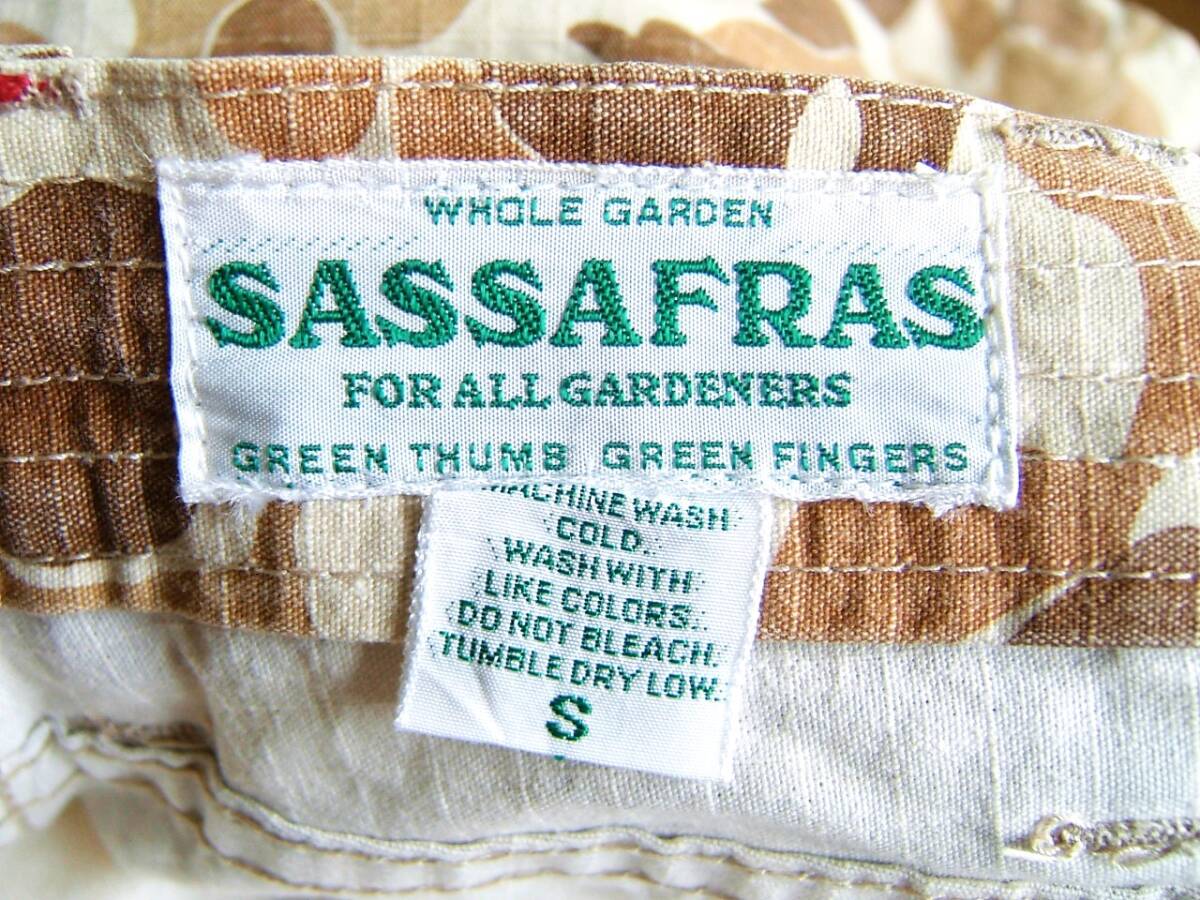 WHOLE GARDEN
SASSAFRAS
FOR ALL GARDENERS
GREEN THUMB GREEN FINGERS
MACHINE WASH
COLD.
WASH WITH
LIKE COLORS.
DO NOT BLEACH.
TUMBLE DRY LOW.
S